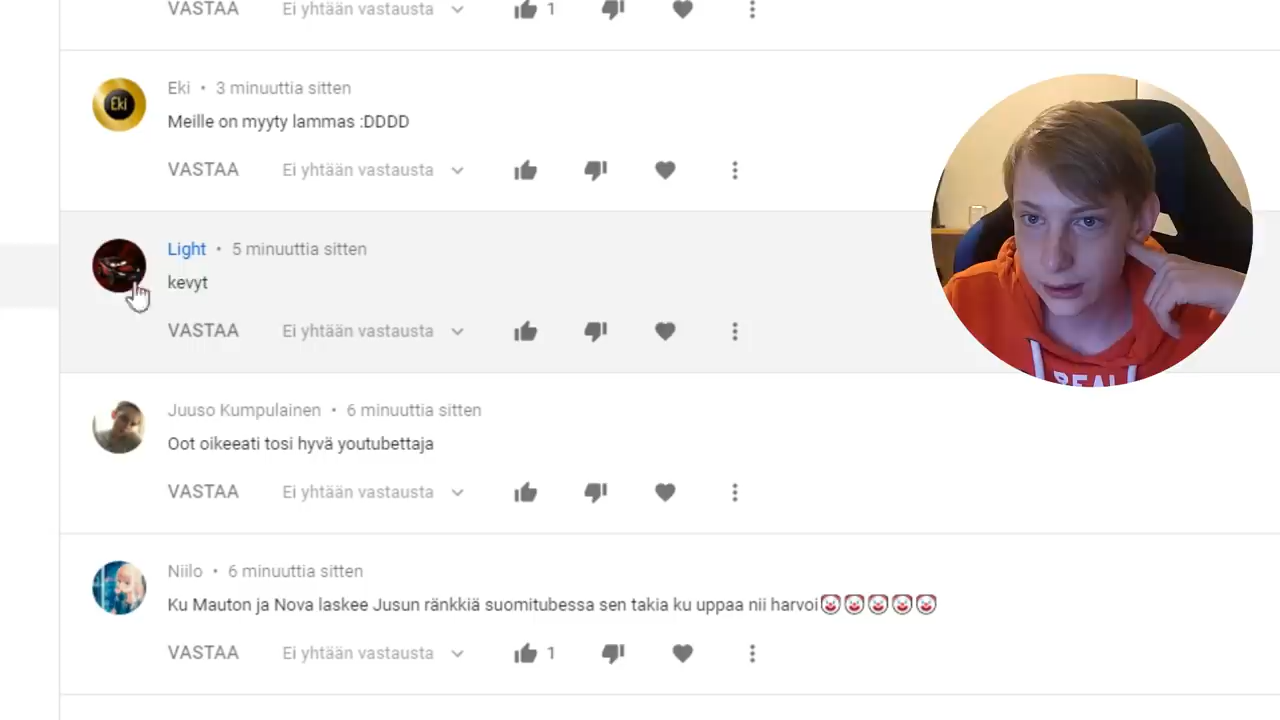 VASTAA Ei yhtään vastausta 1
Eki • 3 minuuttia sitten
Eki
Meille on myyty lammas :DDDD
VASTAA Ei yhtään vastausta
Light • 5 minuuttia sitten
kevyt
VASTAA Ei yhtään vastausta
Juuso Kumpulainen • 6 minuuttia sitten
Oot oikeeati tosi hyvä youtubettaja
VASTAA Ei yhtään vastausta
Niilo • 6 minuuttia sitten
Ku Mauton ja Nova laskee Jusun ränkkiä suomitubessa sen takia ku uppaa nii harvoi🤡🤡🤡🤡🤡
VASTAA Ei yhtään vastausta 1
REAL